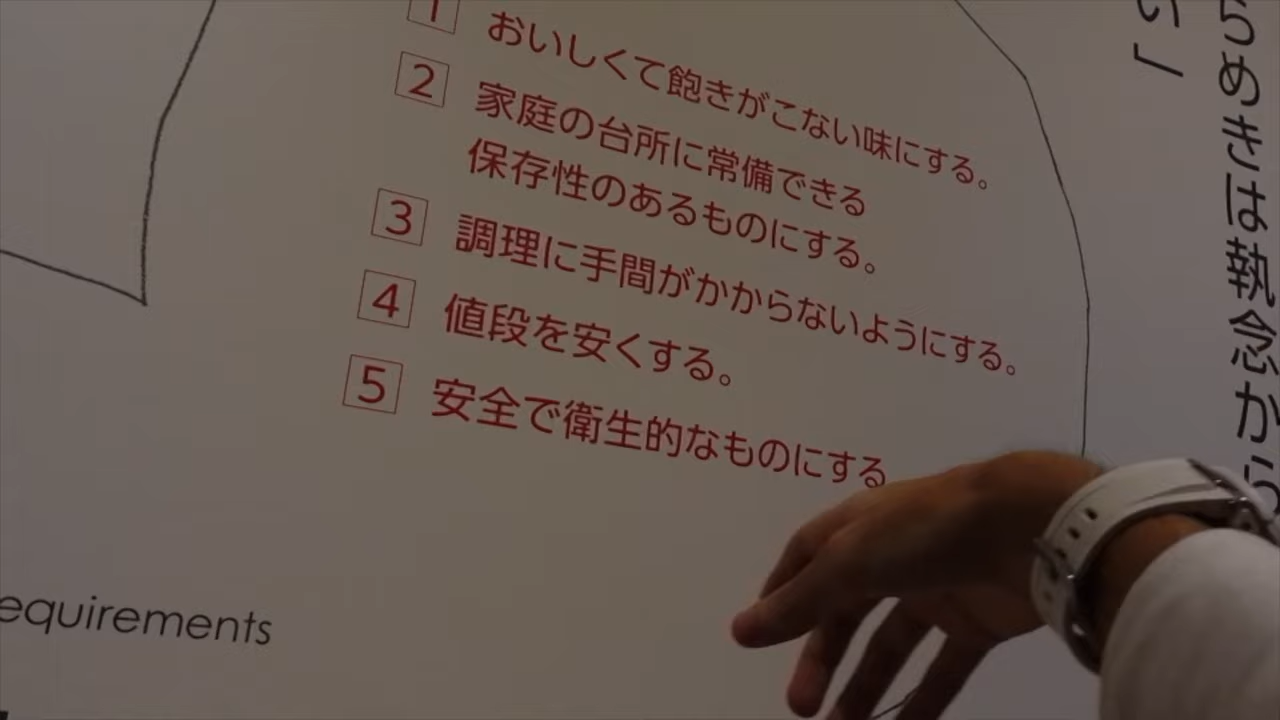 1 おいしくて飽きがこない味にする。
2 家庭の台所に常備できる
保存性のあるものにする。
3 調理に手間がかからないようにする。
4 値段を安くする。
5 安全で衛生的なものにする
らめきは執念から
い」
equirements